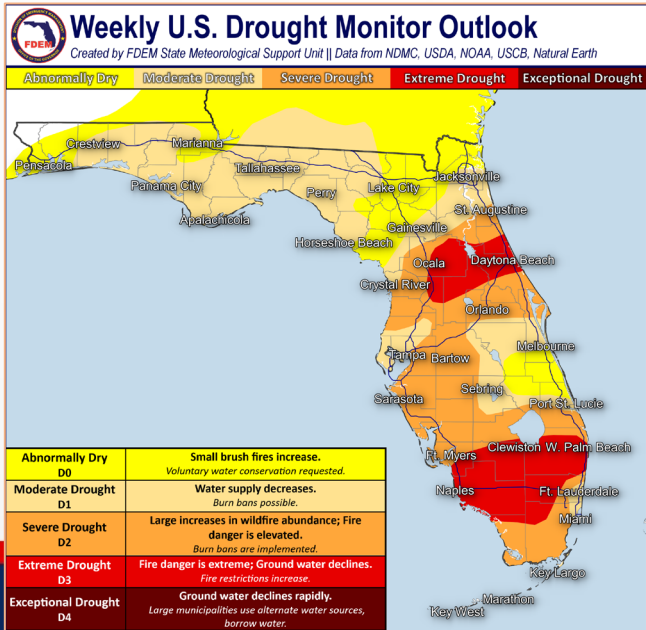 FDEM
Weekly U.S. Drought Monitor Outlook
Created by FDEM State Meteorological Support Unit || Data from NDMC, USDA, NOAA, USCB, Natural Earth
Abnormally Dry Moderate Drought Severe Drought Extreme Drought Exceptional Drought
Crestview
Marianna
Pensacola
Tallahassee
Jacksonville
Panama City
Perry
Lake City
Apalachicola
St. Augustine
Gainesville
Horseshoe Beach
Ocala
Daytona Beach
Crystal River
Orlando
Melbourne
Tampa
Bartow
Sebring
Sarasota
Port St. Lucie
Clewiston
W. Palm Beach
Ft. Myers
Naples
Ft. Lauderdale
Miami
Key Largo
Marathon
Key West
Abnormally Dry
D0
Small brush fires increase.
Voluntary water conservation requested.
Moderate Drought
D1
Water supply decreases.
Burn bans possible.
Severe Drought
D2
Large increases in wildfire abundance; Fire
danger is elevated.
Burn bans are implemented.
Extreme Drought
D3
Fire danger is extreme; Ground water declines.
Fire restrictions increase.
Exceptional Drought
D4
Ground water declines rapidly.
Large municipalities use alternate water sources,
borrow water.